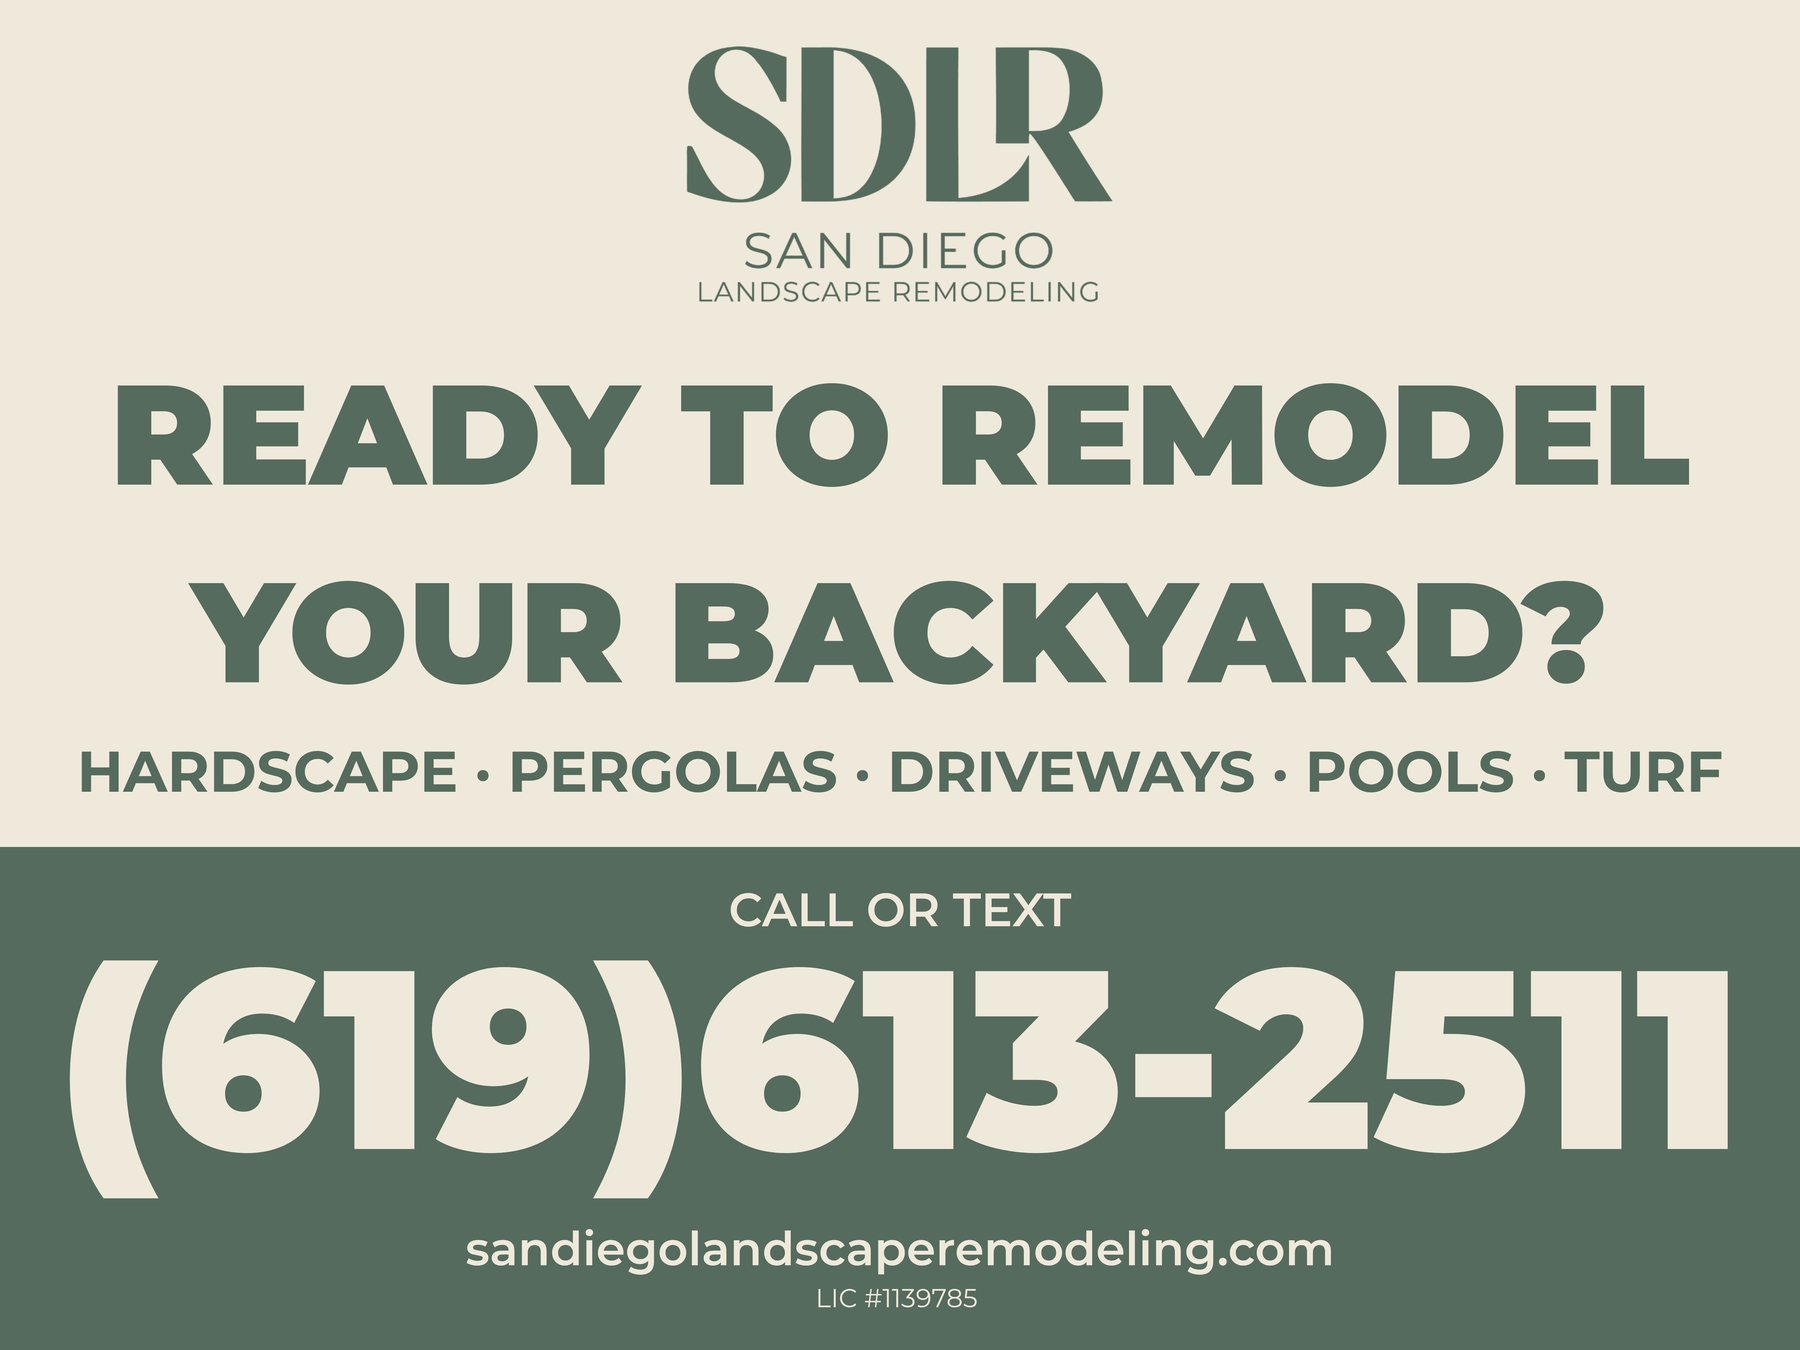 SDLR
SAN DIEGO
LANDSCAPE REMODELING
READY TO REMODEL
YOUR BACKYARD?
HARDSCAPE · PERGOLAS · DRIVEWAYS · POOLS · TURF
CALL OR TEXT
(619)613-2511
sandiegolandscaperemodeling.com
LIC #1139785